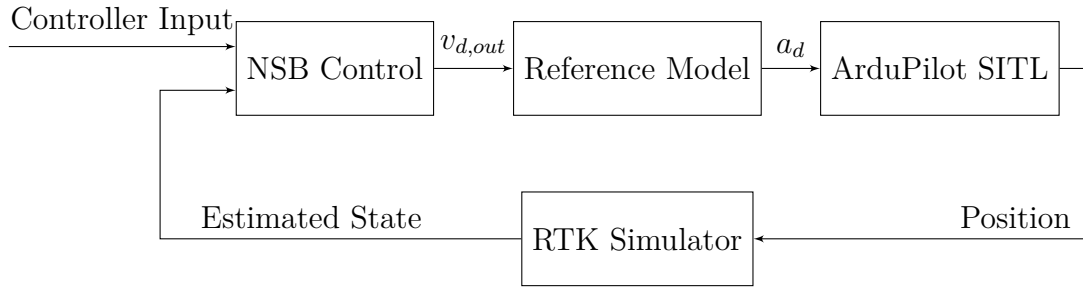 Controller Input
NSB Control
v_{d,out}
Reference Model
a_d
ArduPilot SITL
Estimated State
RTK Simulator
Position